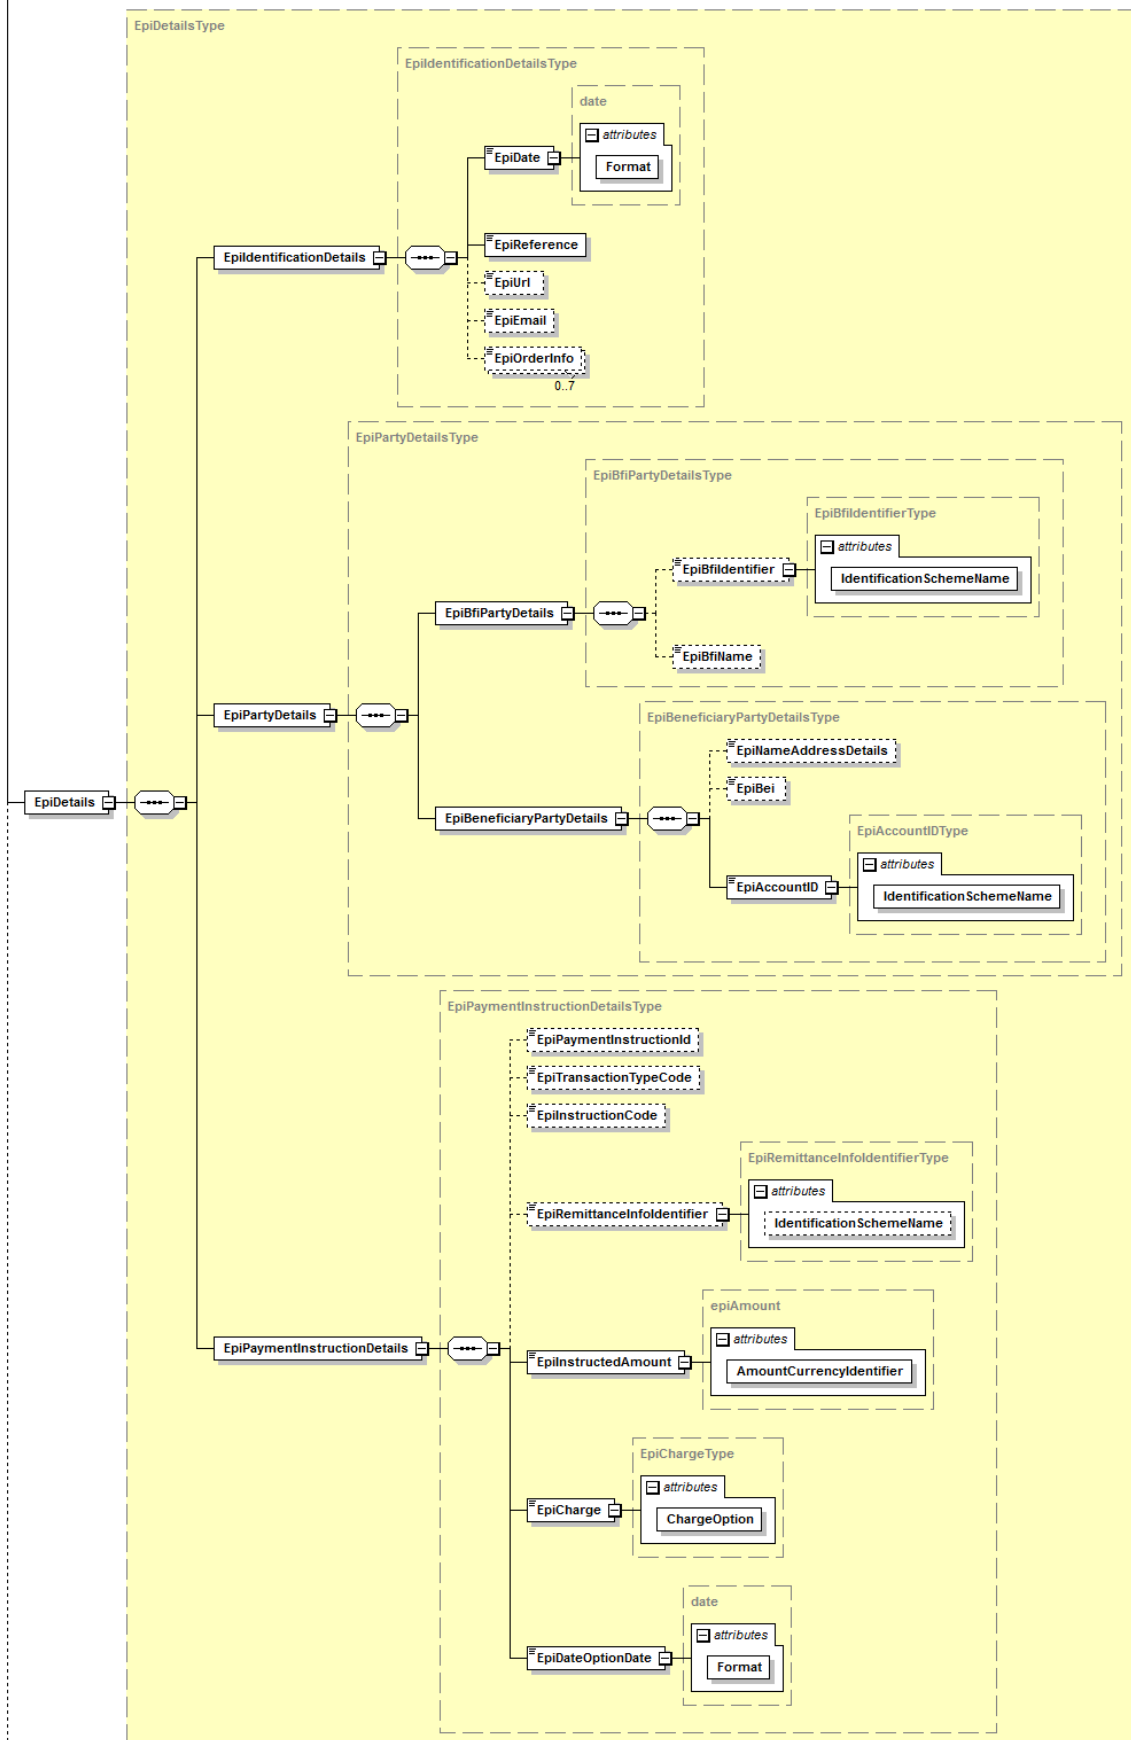 EpiDetailsType
EpiIdentificationDetailsType
date
attributes
EpiDate
Format
EpiReference
EpiIdentificationDetails
EpiUrl
EpiEmail
EpiOrderInfo
0..7
EpiPartyDetailsType
EpiBfiPartyDetailsType
EpiBfiIdentifierType
attributes
EpiBfiIdentifier
IdentificationSchemeName
EpiBfiPartyDetails
EpiBfiName
EpiPartyDetails
EpiBeneficiaryPartyDetailsType
EpiNameAddressDetails
EpiBei
EpiDetails
EpiBeneficiaryPartyDetails
EpiAccountIDType
attributes
EpiAccountID
IdentificationSchemeName
EpiPaymentInstructionDetailsType
EpiPaymentInstructionId
EpiTransactionTypeCode
EpiInstructionCode
EpiRemittanceInfoIdentifierType
attributes
EpiRemittanceInfoIdentifier
IdentificationSchemeName
epiAmount
attributes
EpiPaymentInstructionDetails
EpiInstructedAmount
AmountCurrencyIdentifier
EpiChargeType
attributes
EpiCharge
ChargeOption
date
attributes
EpiDateOptionDate
Format